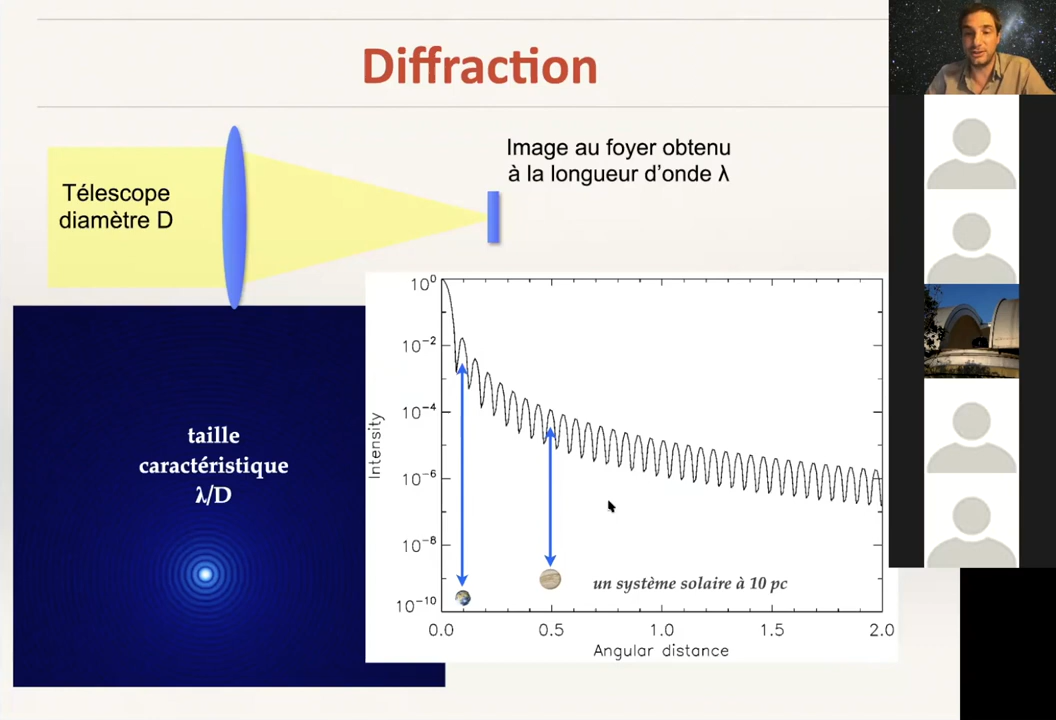 Diffraction
Télescope
diamètre D
Image au foyer obtenu
à la longueur d'onde λ
taille
caractéristique
λ/D
10⁰
10⁻²
10⁻⁴
10⁻⁶
10⁻⁸
10⁻¹⁰
Intensity
un système solaire à 10 pc
0.0 0.5 1.0 1.5 2.0
Angular distance